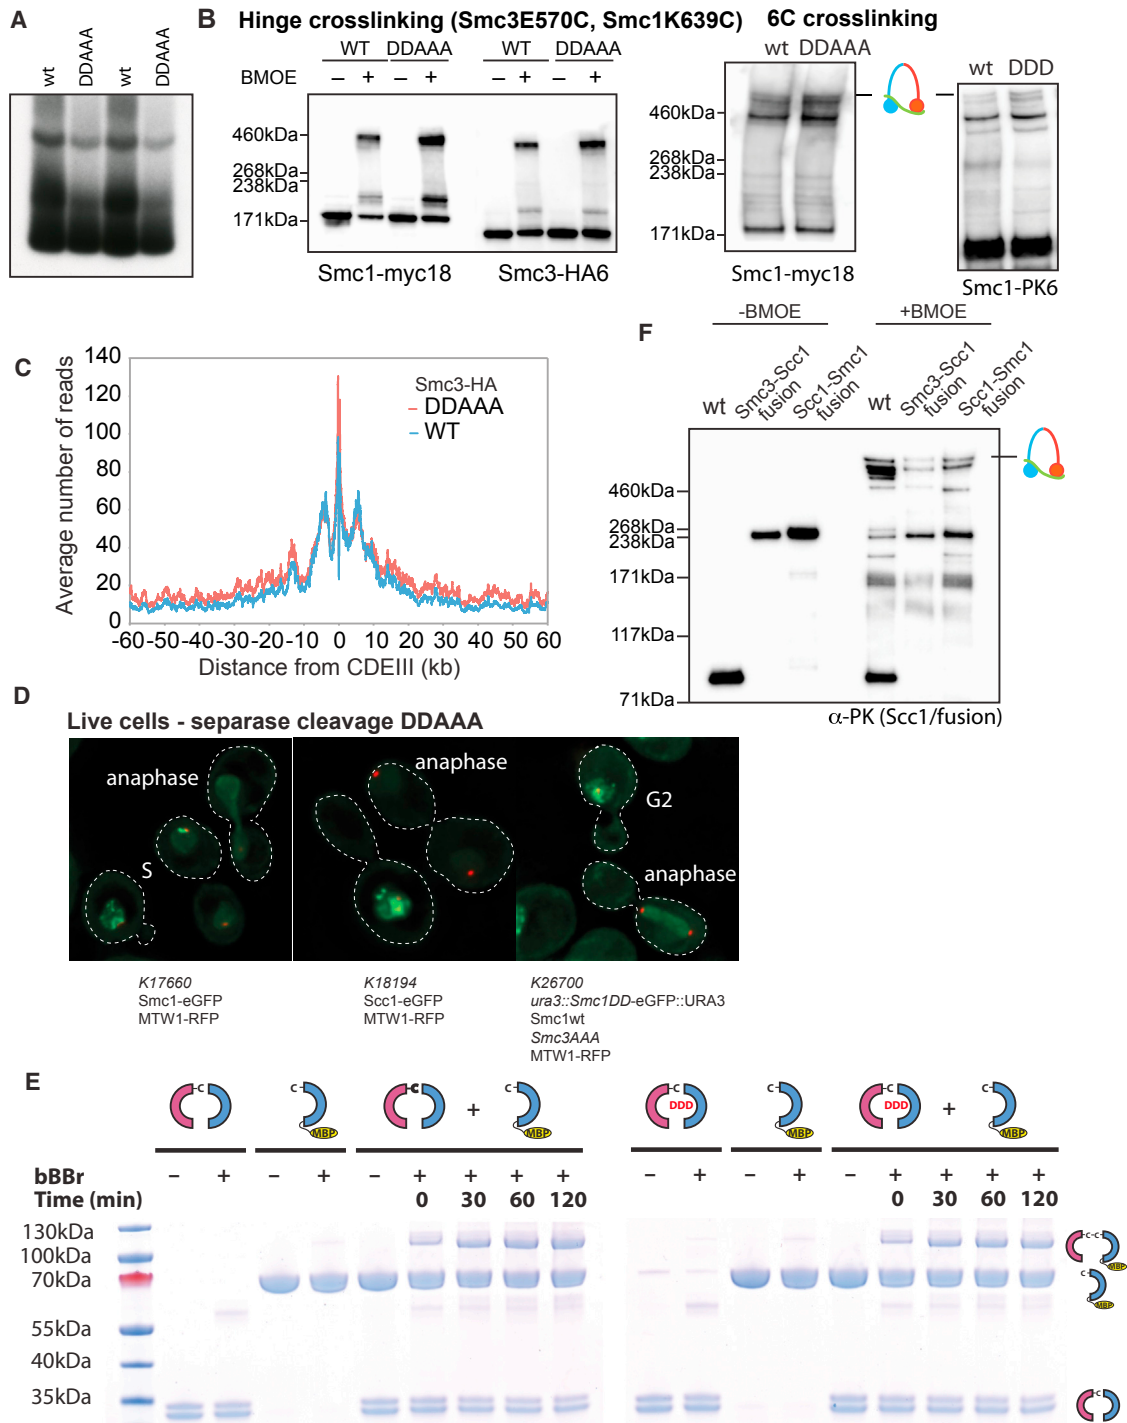 A
wt
DDAAA
wt
DDAAA
B
Hinge crosslinking (Smc3E570C, Smc1K639C)
WT DDAAA WT DDAAA
BMOE – + – + – + – +
460kDa
268kDa
238kDa
171kDa
Smc1-myc18 Smc3-HA6
6C crosslinking
wt DDAAA
460kDa
268kDa
238kDa
171kDa
Smc1-myc18
wt DDD
Smc1-PK6
C
Average number of reads
140
120
100
80
60
40
20
0
-60 -50 -40 -30 -20 -10 0 10 20 30 40 50 60
Distance from CDEIII (kb)
Smc3-HA
DDAAA
WT
F
-BMOE +BMOE
wt
Smc3-Scc1
fusion
Scc1-Smc1
fusion
wt
Smc3-Scc1
fusion
Scc1-Smc1
fusion
460kDa
268kDa
238kDa
171kDa
117kDa
71kDa
α-PK (Scc1/fusion)
D
Live cells - separase cleavage DDAAA
anaphase
S
anaphase
G2
anaphase
K17660
Smc1-eGFP
MTW1-RFP
K18194
Scc1-eGFP
MTW1-RFP
K26700
ura3::Smc1DD-eGFP::URA3
Smc1wt
Smc3AAA
MTW1-RFP
E
C C MBP C + C MBP C DDD C MBP C DDD + C MBP
bBBr – + – + – + + + + – + – + – + + + +
Time (min) 0 30 60 120 0 30 60 120
130kDa
100kDa
70kDa
55kDa
40kDa
35kDa
C C MBP
C MBP
C